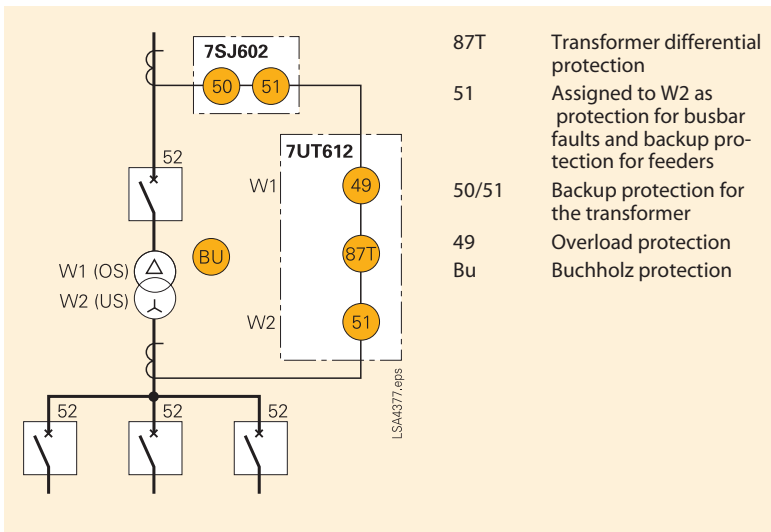 7SJ602
50
51
52
7UT612
W1
49
BU
87T
W1 (OS)
W2 (US)
W2
51
LSA4377.eps
52
52
52
87T Transformer differential
protection
51 Assigned to W2 as
protection for busbar
faults and backup pro-
tection for feeders
50/51 Backup protection for
the transformer
49 Overload protection
Bu Buchholz protection